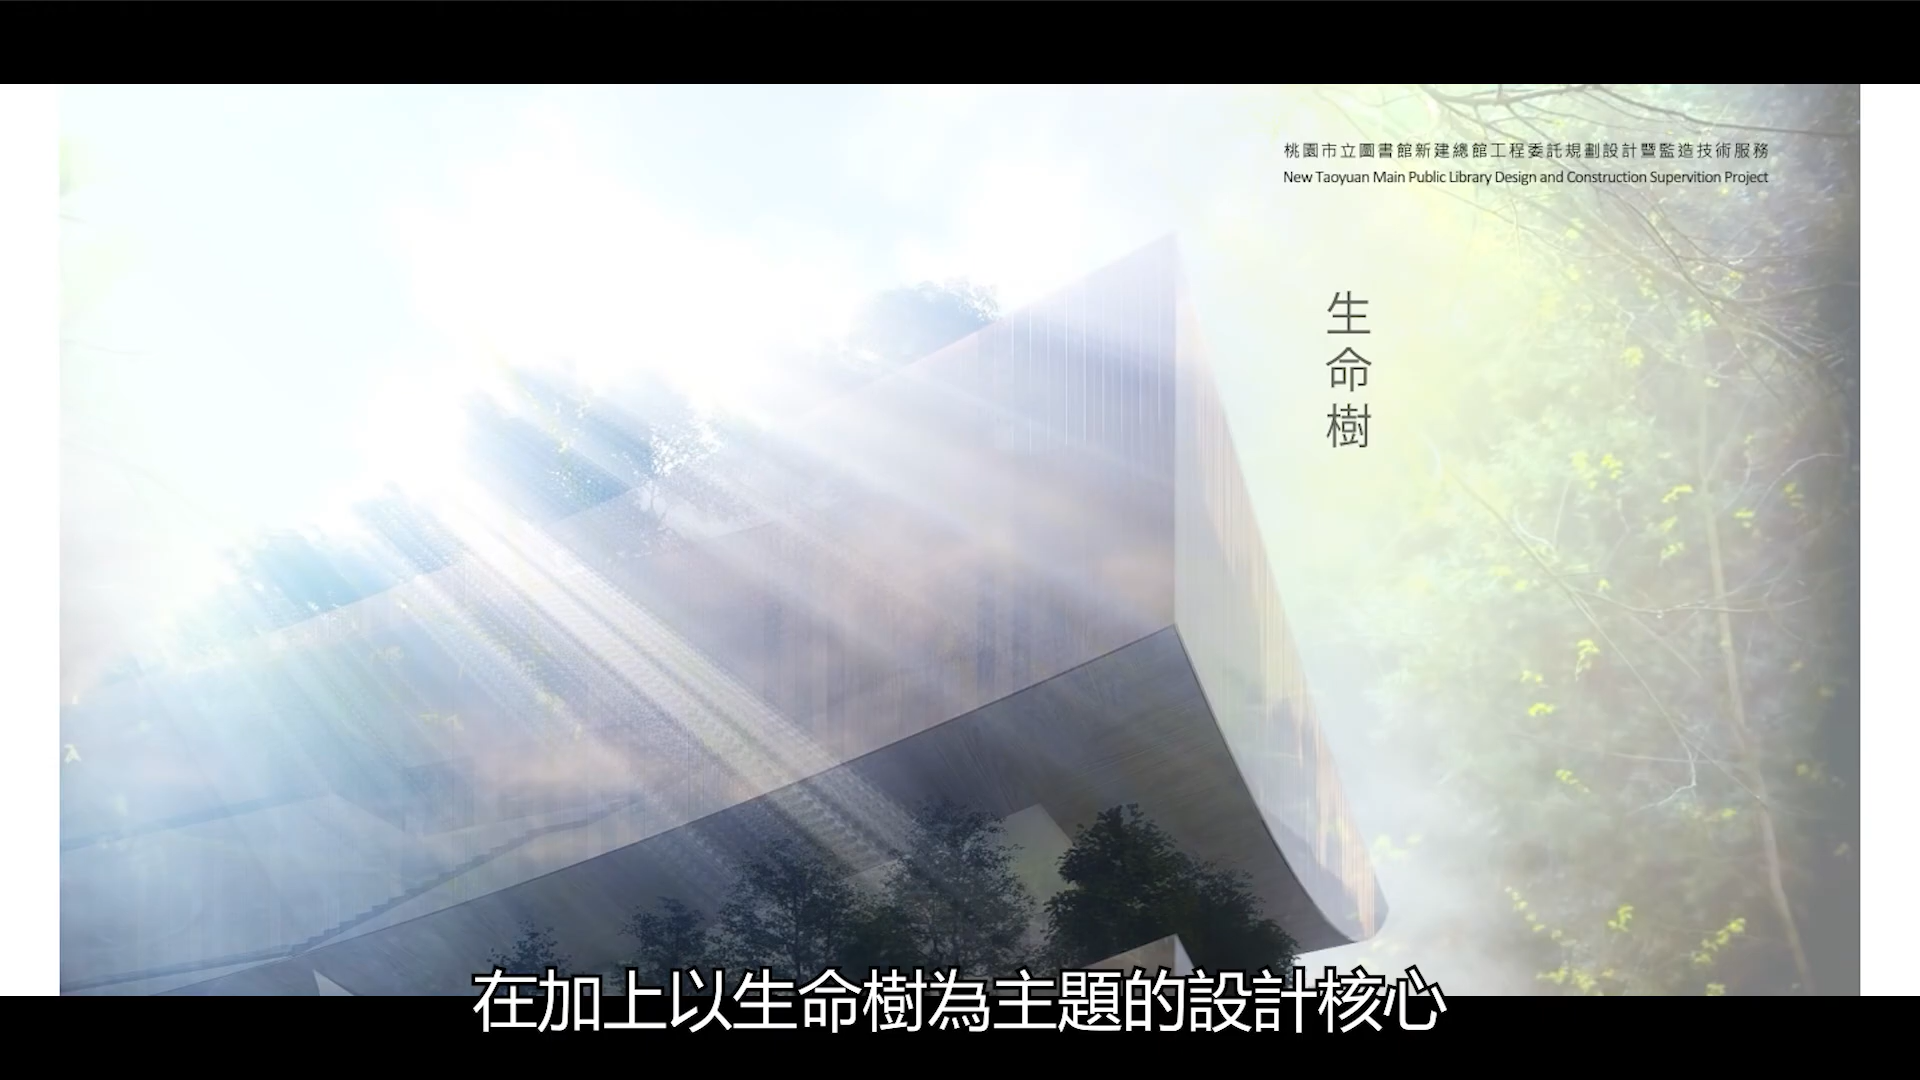 桃園市立圖書館新建總館工程委託規劃設計暨監造技術服務
New Taoyuan Main Public Library Design and Construction Supervition Project
生命樹
在加上以生命樹為主題的設計核心